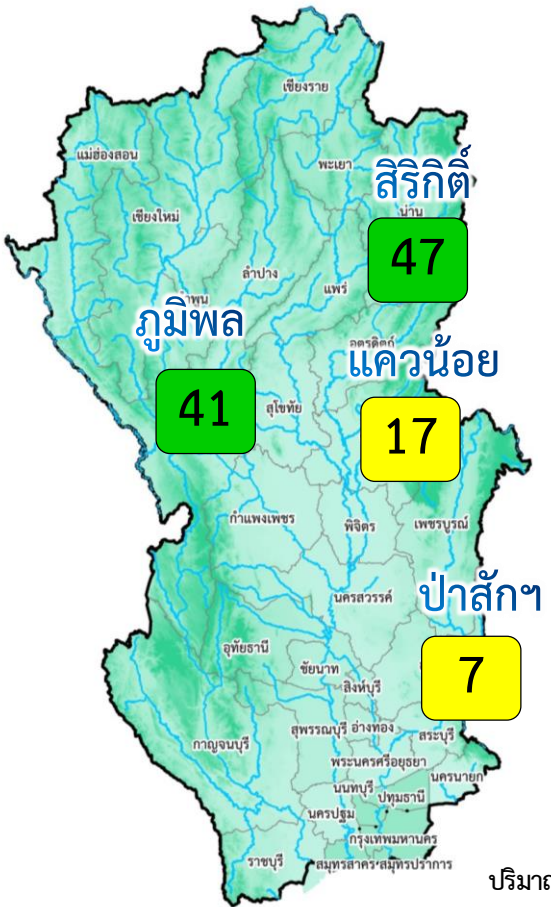 เชียงราย
แม่ฮ่องสอน
พะเยา
สิริกิติ์
น่าน
เชียงใหม่
47
ลำปาง
แพร่
ลำพูน
ภูมิพล
อุตรดิตถ์
แควน้อย
41
สุโขทัย
17
กำแพงเพชร
พิจิตร
เพชรบูรณ์
นครสวรรค์
ป่าสักฯ
อุทัยธานี
ชัยนาท
7
สิงห์บุรี
สุพรรณบุรี
อ่างทอง
สระบุรี
กาญจนบุรี
พระนครศรีอยุธยา
นครนายก
นนทบุรี
ปทุมธานี
นครปฐม
กรุงเทพมหานคร
ราชบุรี
สมุทรสาคร
สมุทรปราการ